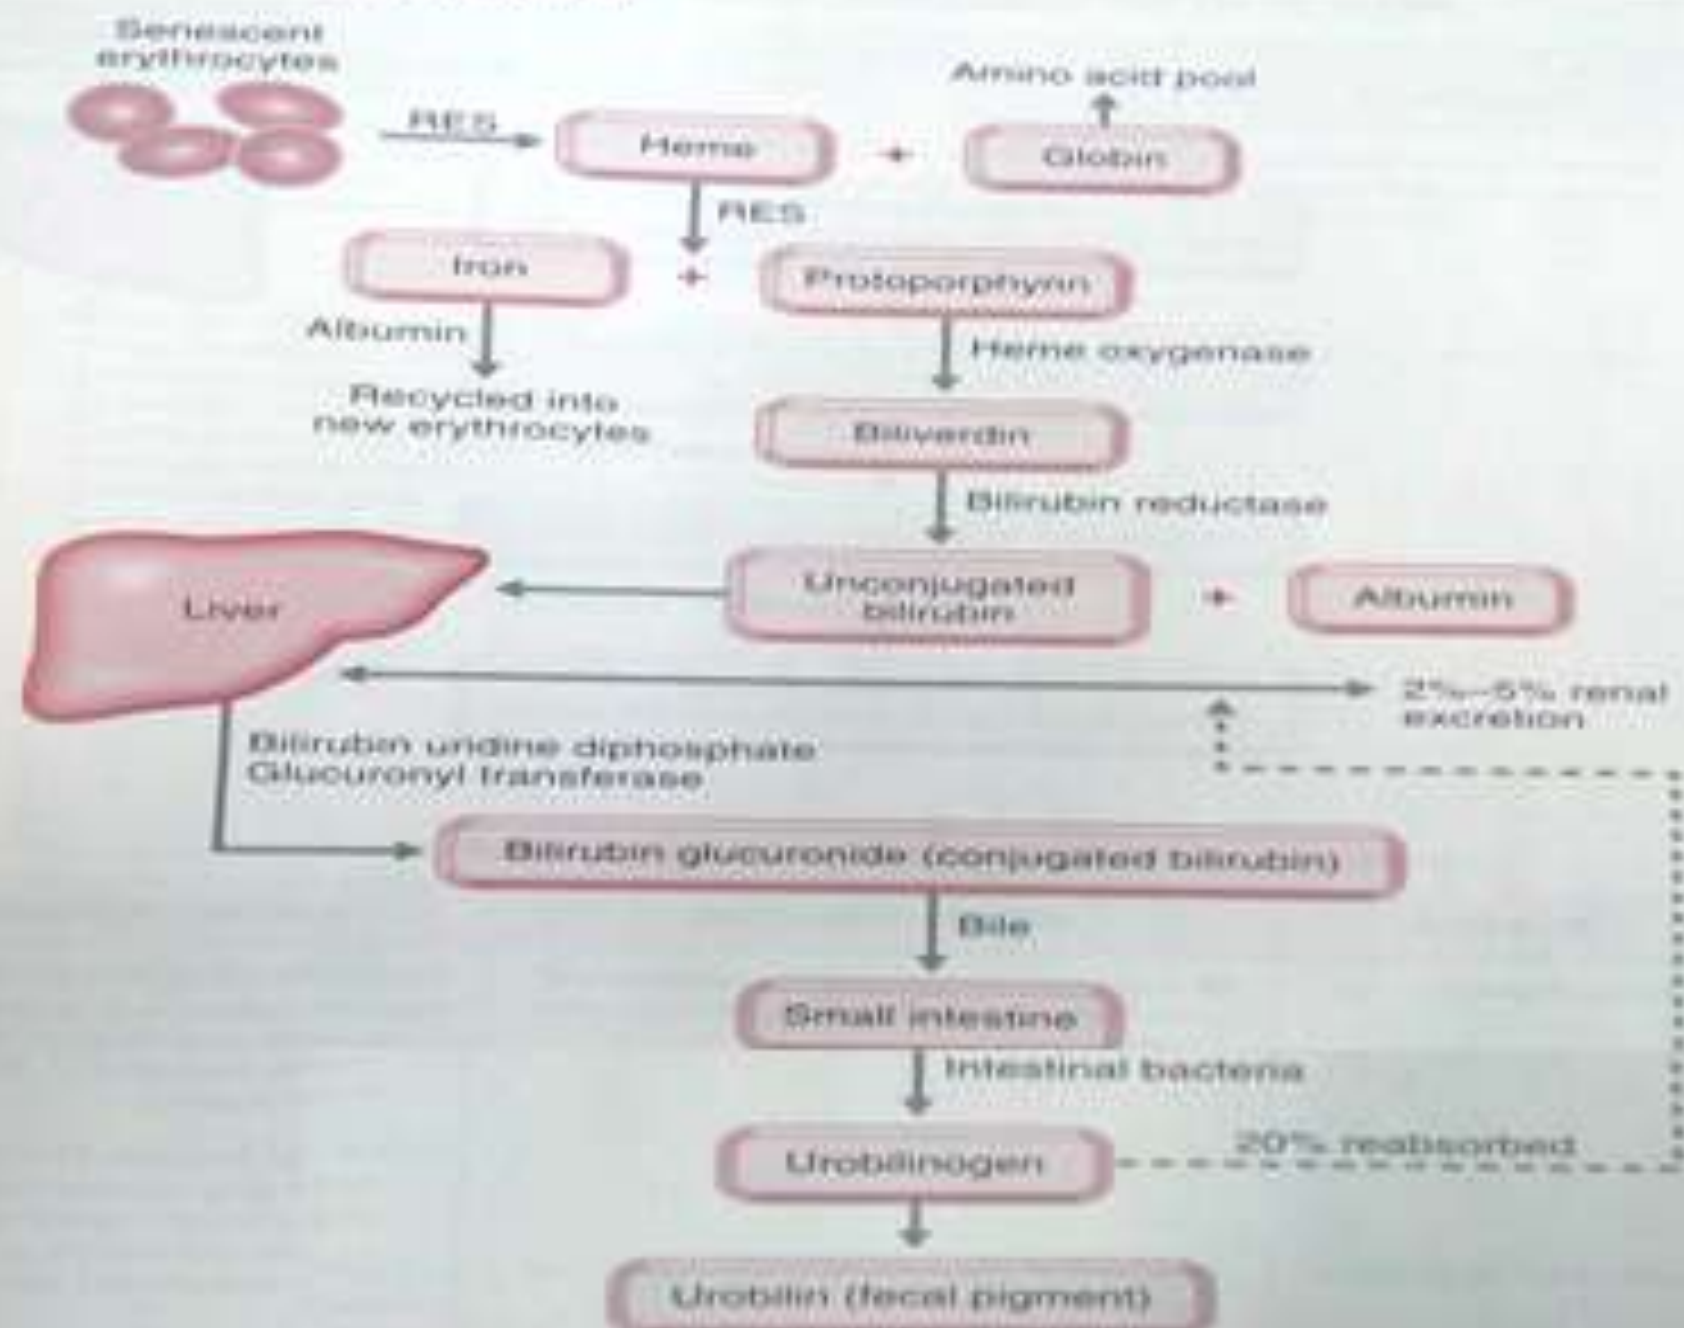 Senescent
erythrocytes
Amino acid pool
RES
Heme
+
Globin
RES
Iron
+
Protoporphyrin
Albumin
Heme oxygenase
Recycled into
new erythrocytes
Biliverdin
Bilirubin reductase
Liver
Unconjugated
bilirubin
+
Albumin
2%–5% renal
excretion
Bilirubin uridine diphosphate
Glucuronyl transferase
Bilirubin glucuronide (conjugated bilirubin)
Bile
Small intestine
Intestinal bacteria
Urobilinogen
20% reabsorbed
Urobilin (fecal pigment)